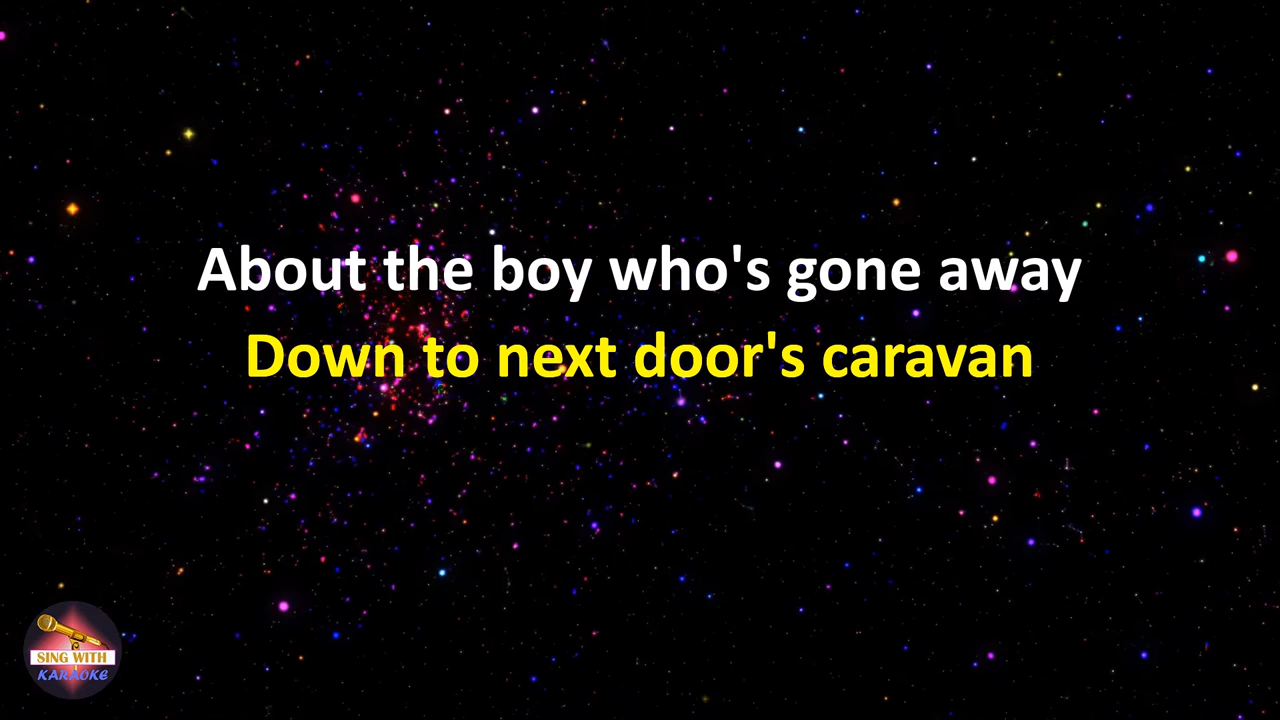 About the boy who's gone away
Down to next door's caravan
SING WITH
KARAOKE